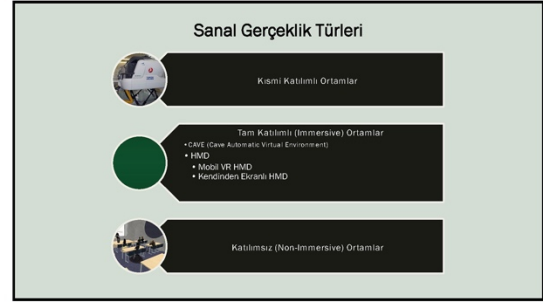 Sanal Gerçeklik Türleri
Kısmi Katılımlı Ortamlar
Tam Katılımlı (Immersive) Ortamlar
• CAVE (Cave Automatic Virtual Environment)
• HMD
• Mobil VR HMD
• Kendinden Ekranlı HMD
Katılımsız (Non-Immersive) Ortamlar